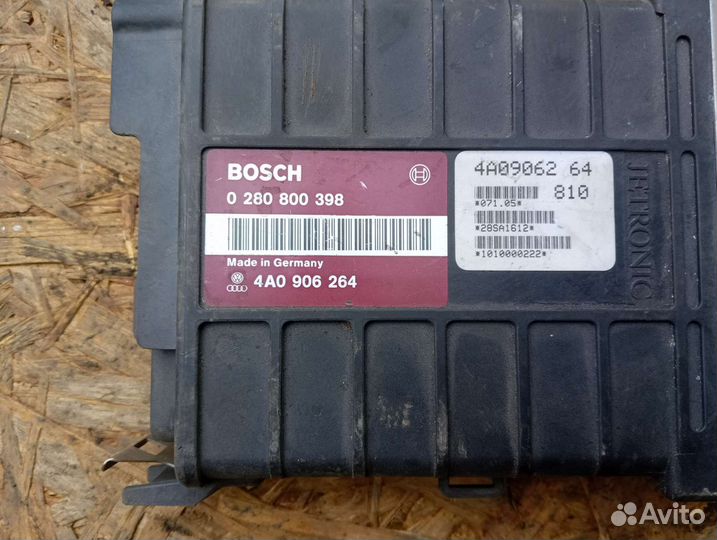 BOSCH
0 280 800 398
Made in Germany
4A0 906 264
4A09062 64
810
*071.05*
*28SA1612*
*1010000222*
JETRONIC
Avito